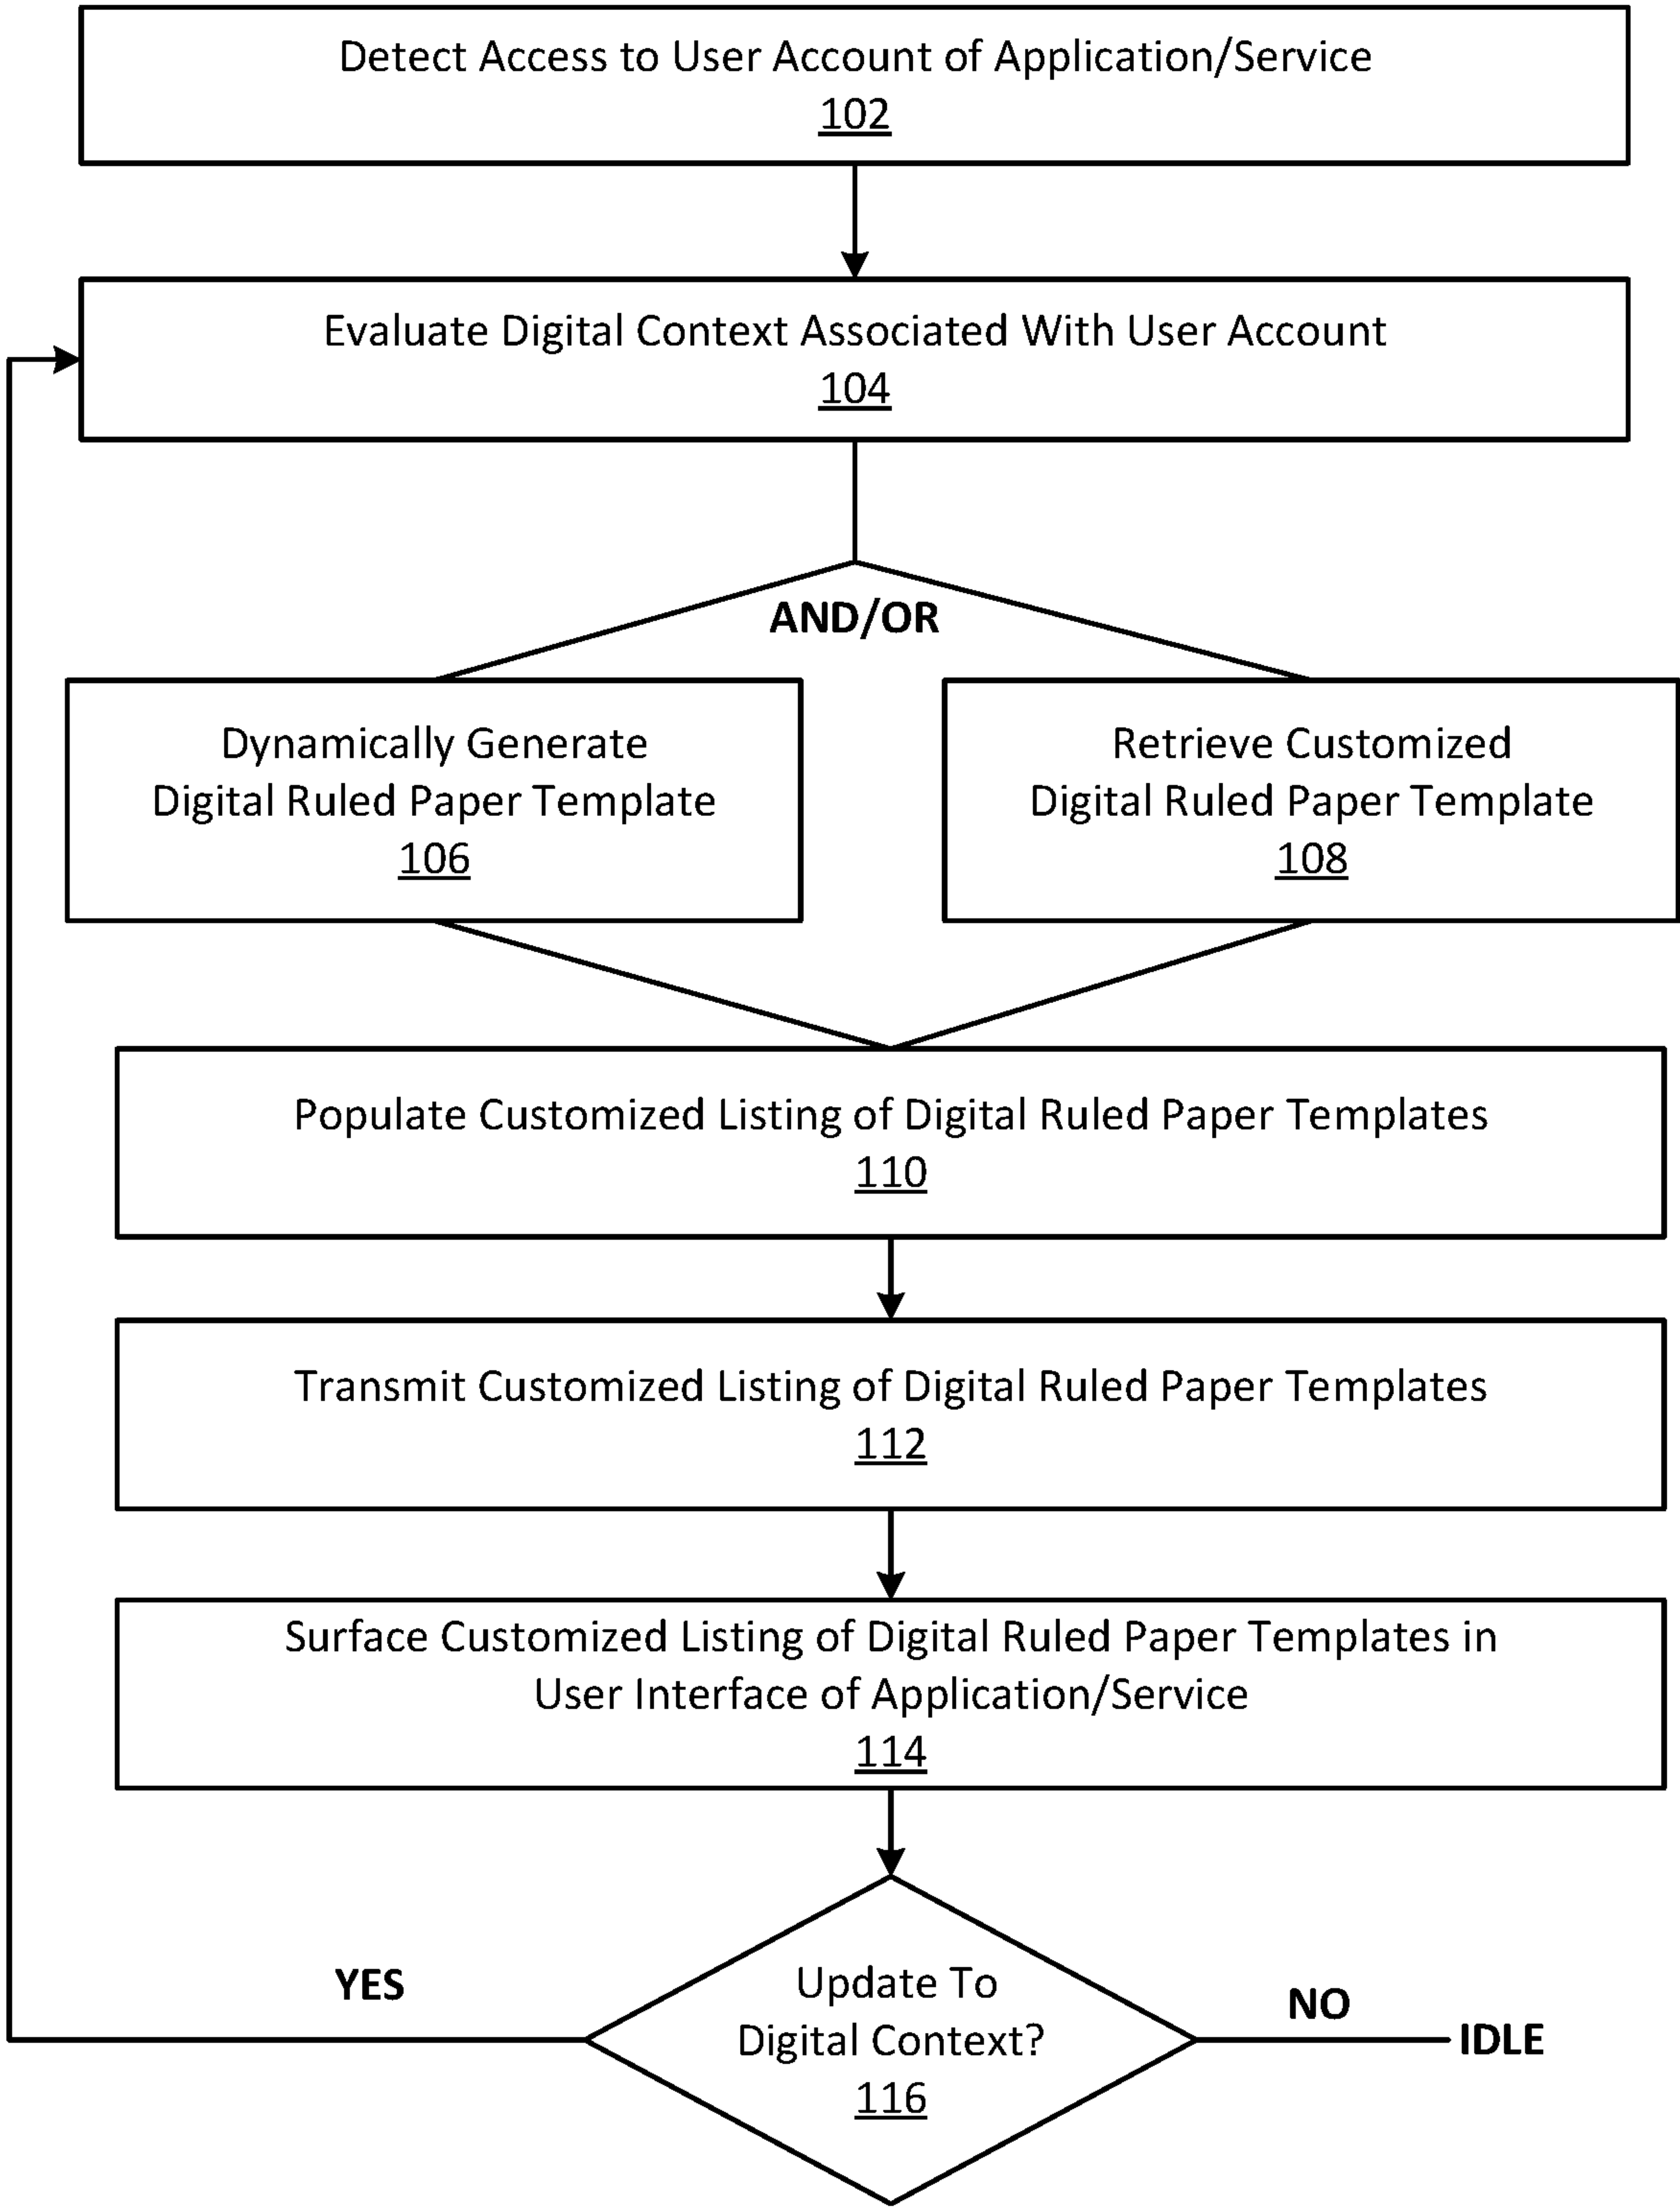 Detect Access to User Account of Application/Service
102
Evaluate Digital Context Associated With User Account
104
AND/OR
Dynamically Generate
Digital Ruled Paper Template
106
Retrieve Customized
Digital Ruled Paper Template
108
Populate Customized Listing of Digital Ruled Paper Templates
110
Transmit Customized Listing of Digital Ruled Paper Templates
112
Surface Customized Listing of Digital Ruled Paper Templates in
User Interface of Application/Service
114
YES
Update To
Digital Context?
116
NO
IDLE